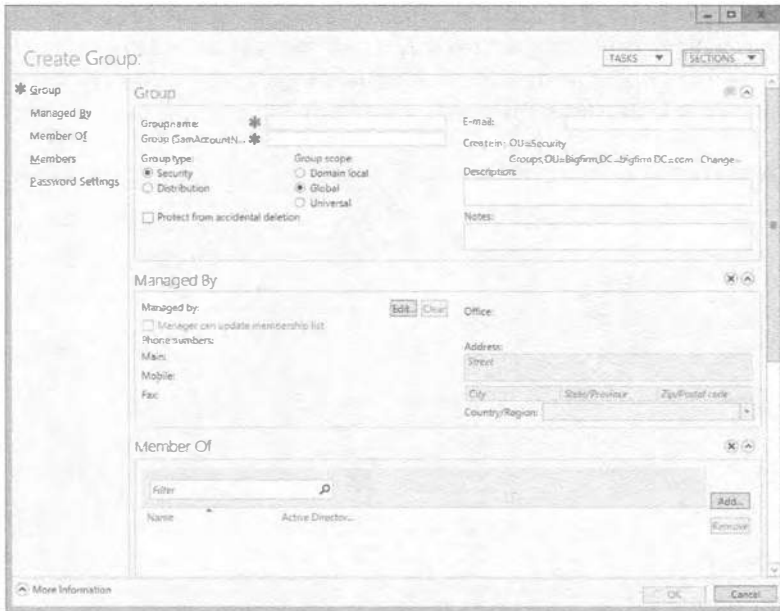 Create Group:
TASKS
SECTIONS
Group
Managed By
Member Of
Members
Password Settings
Group
Group name:
Group (SamAccountN...
Group type:
Security
Distribution
Group scope:
Domain local
Global
Universal
Protect from accidental deletion
E-mail:
Create in: OU=Security
Groups,OU=Bigfirm,DC=bigfirm,DC=com Change...
Description:
Notes:
Managed By
Managed by:
Edit...
Clear
Manager can update membership list
Phone numbers:
Main:
Mobile:
Fax:
Office:
Address:
Street
City
State/Province
Zip/Postal code
Country/Region:
Member Of
Filter
Name
Active Director...
Add...
Remove
More Information
OK
Cancel